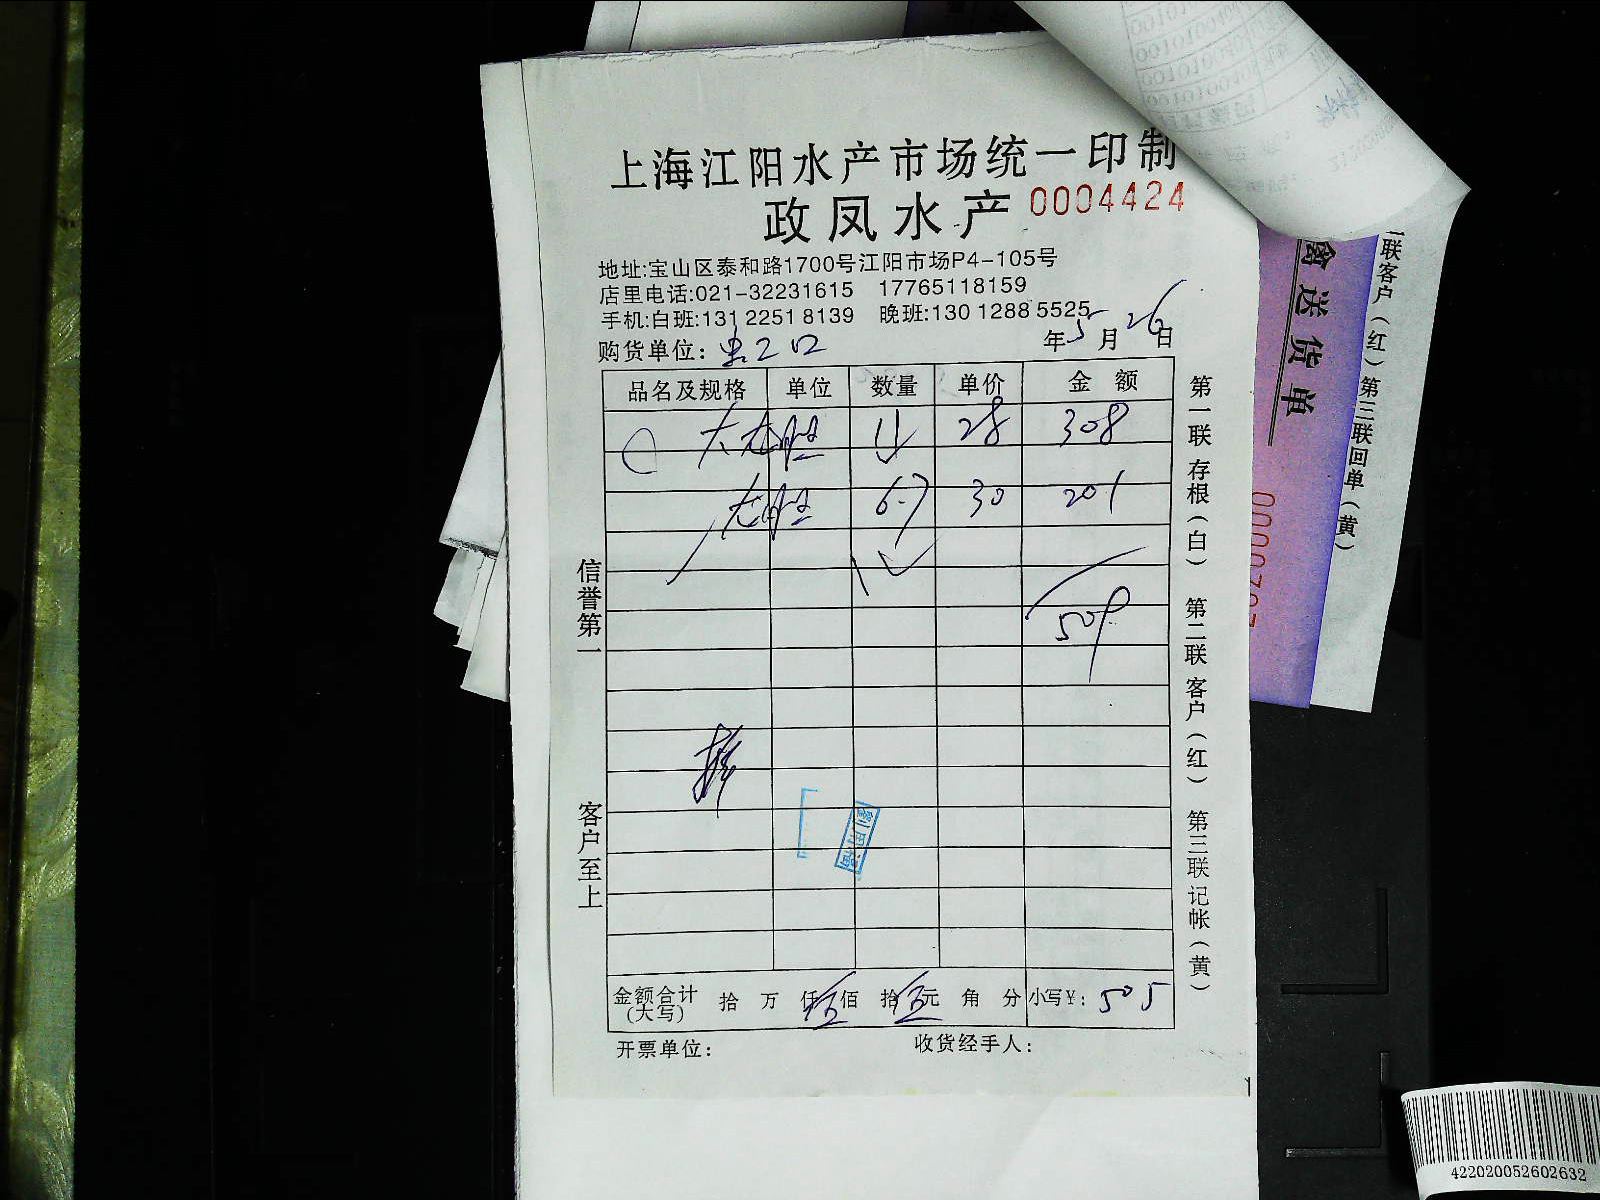 上海江阳水产市场统一印制
政凤水产 0004424
地址:宝山区泰和路1700号江阳市场P4-105号
店里电话:021-32231615 17765118159
手机:白班:131 2251 8139 晚班:130 1288 5525
购货单位: 年5月26日
品名及规格 单位 数量 单价 金额
11 28 308
6.7 30 201
509
信誉第一
客户至上
金额合计(大写) 拾 万 仟伍佰 拾伍元 角 分 小写¥: 505
开票单位: 收货经手人:
第一联存根(白) 第二联客户(红) 第三联记帐(黄)
禽送货单
联客户(红)第三联回单(黄)
422020052602632